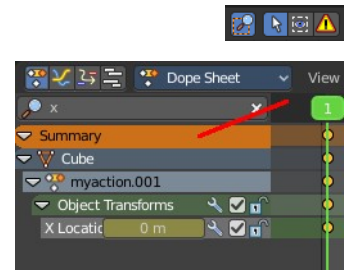 Dope Sheet View
x 1
Summary
Cube
myaction.001
Object Transforms
X Locatic 0 m